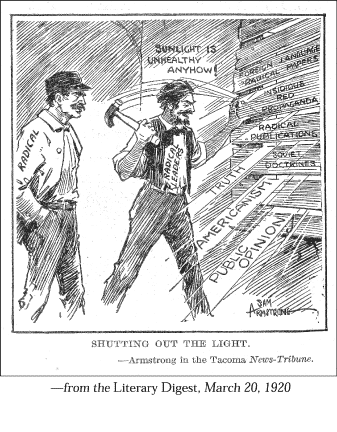 SUNLIGHT IS
UNHEALTHY
ANYHOW!
FOREIGN LANGUAGE
RADICAL PAPERS
INSIDIOUS
RED
PROPAGANDA
RADICAL
PUBLICATIONS
SOVIET
DOCTRINES
RADICAL
RADICAL
LEADERS
TRUTH
AMERICANISM
PUBLIC
OPINION
SAM
ARMSTRONG
SHUTTING OUT THE LIGHT.
—Armstrong in the Tacoma News-Tribune.
—from the Literary Digest, March 20, 1920